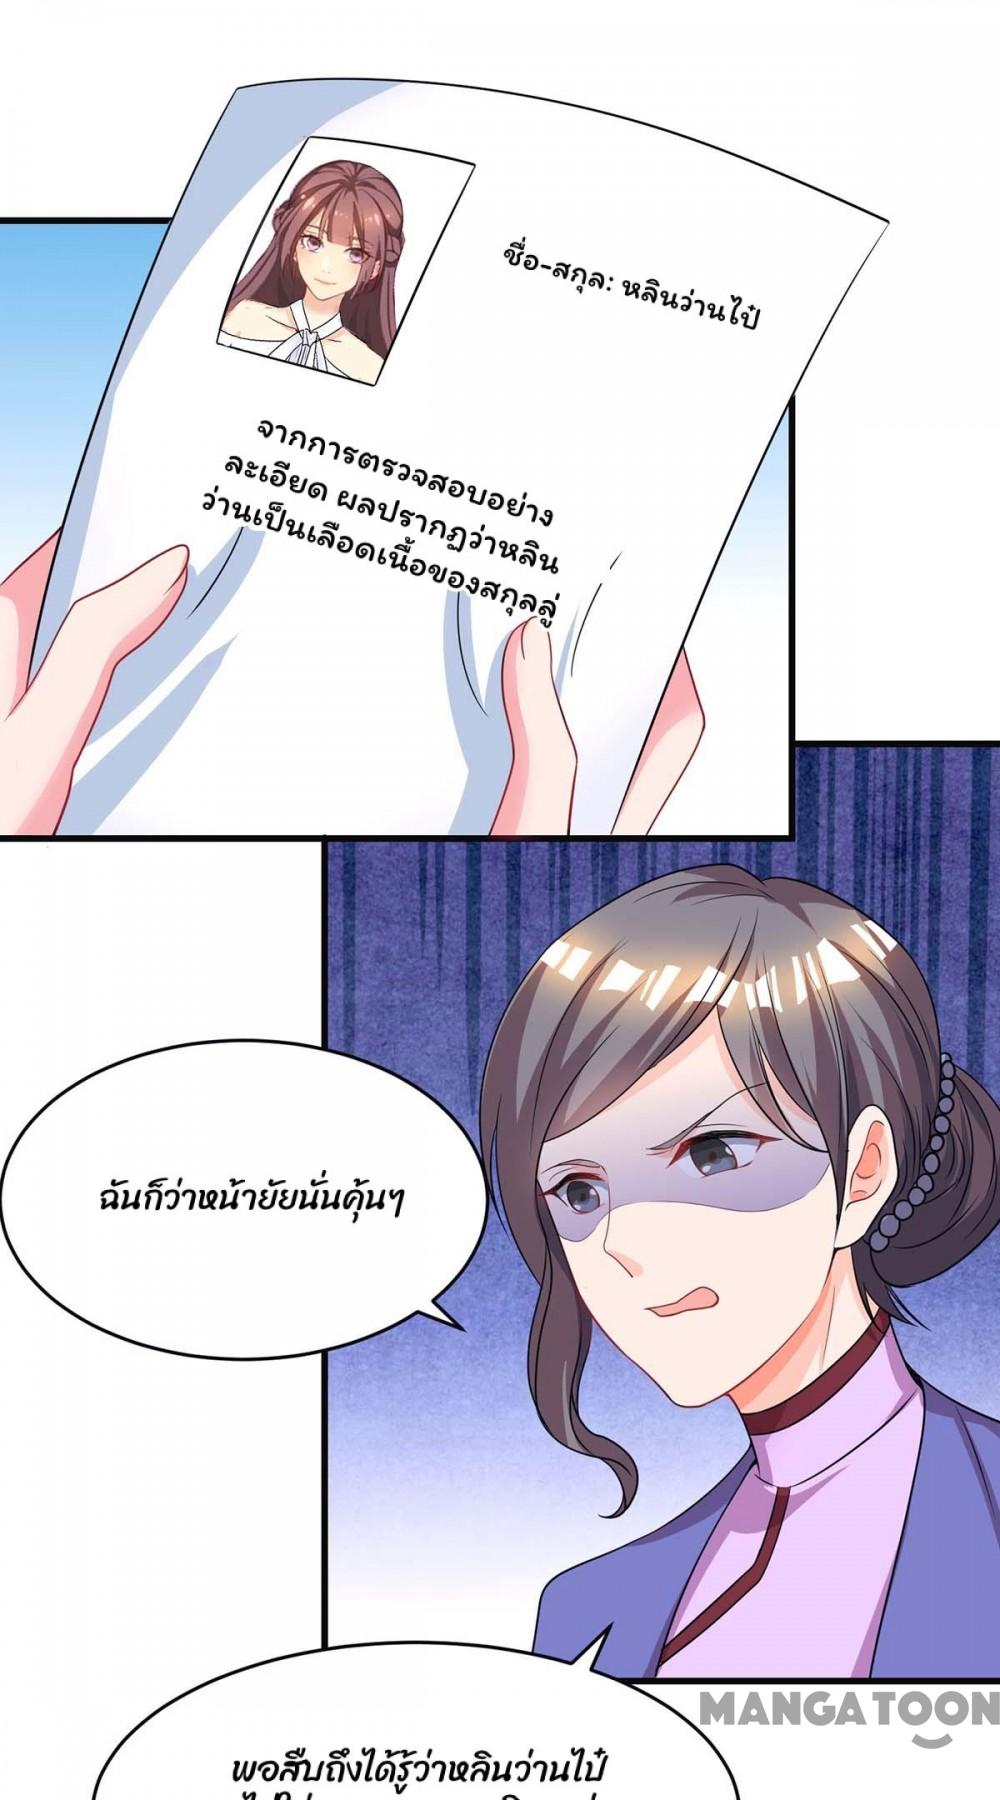 ชื่อ-สกุล: หลินว่านไป๋
จากการตรวจสอบอย่าง
ละเอียด ผลปรากฏว่าหลิน
ว่านเป็นเลือดเนื้อของสกุลลู่
ฉันก็ว่าหน้ายัยนั่นคุ้นๆ
MANGATOON
พอสืบถึงได้รู้ว่าหลินว่านไป๋